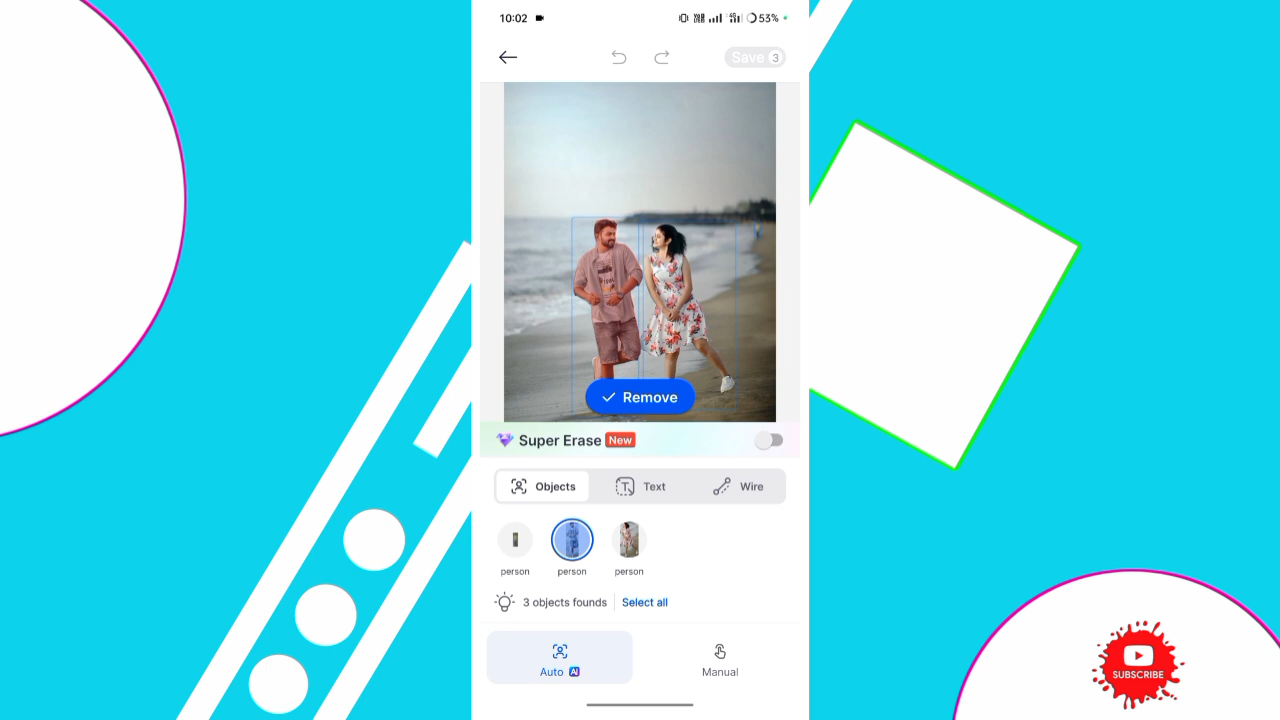 10:02
53%
Save 3
Remove
Super Erase New
Objects
Text
Wire
person
person
person
3 objects founds
Select all
Auto AI
Manual
SUBSCRIBE